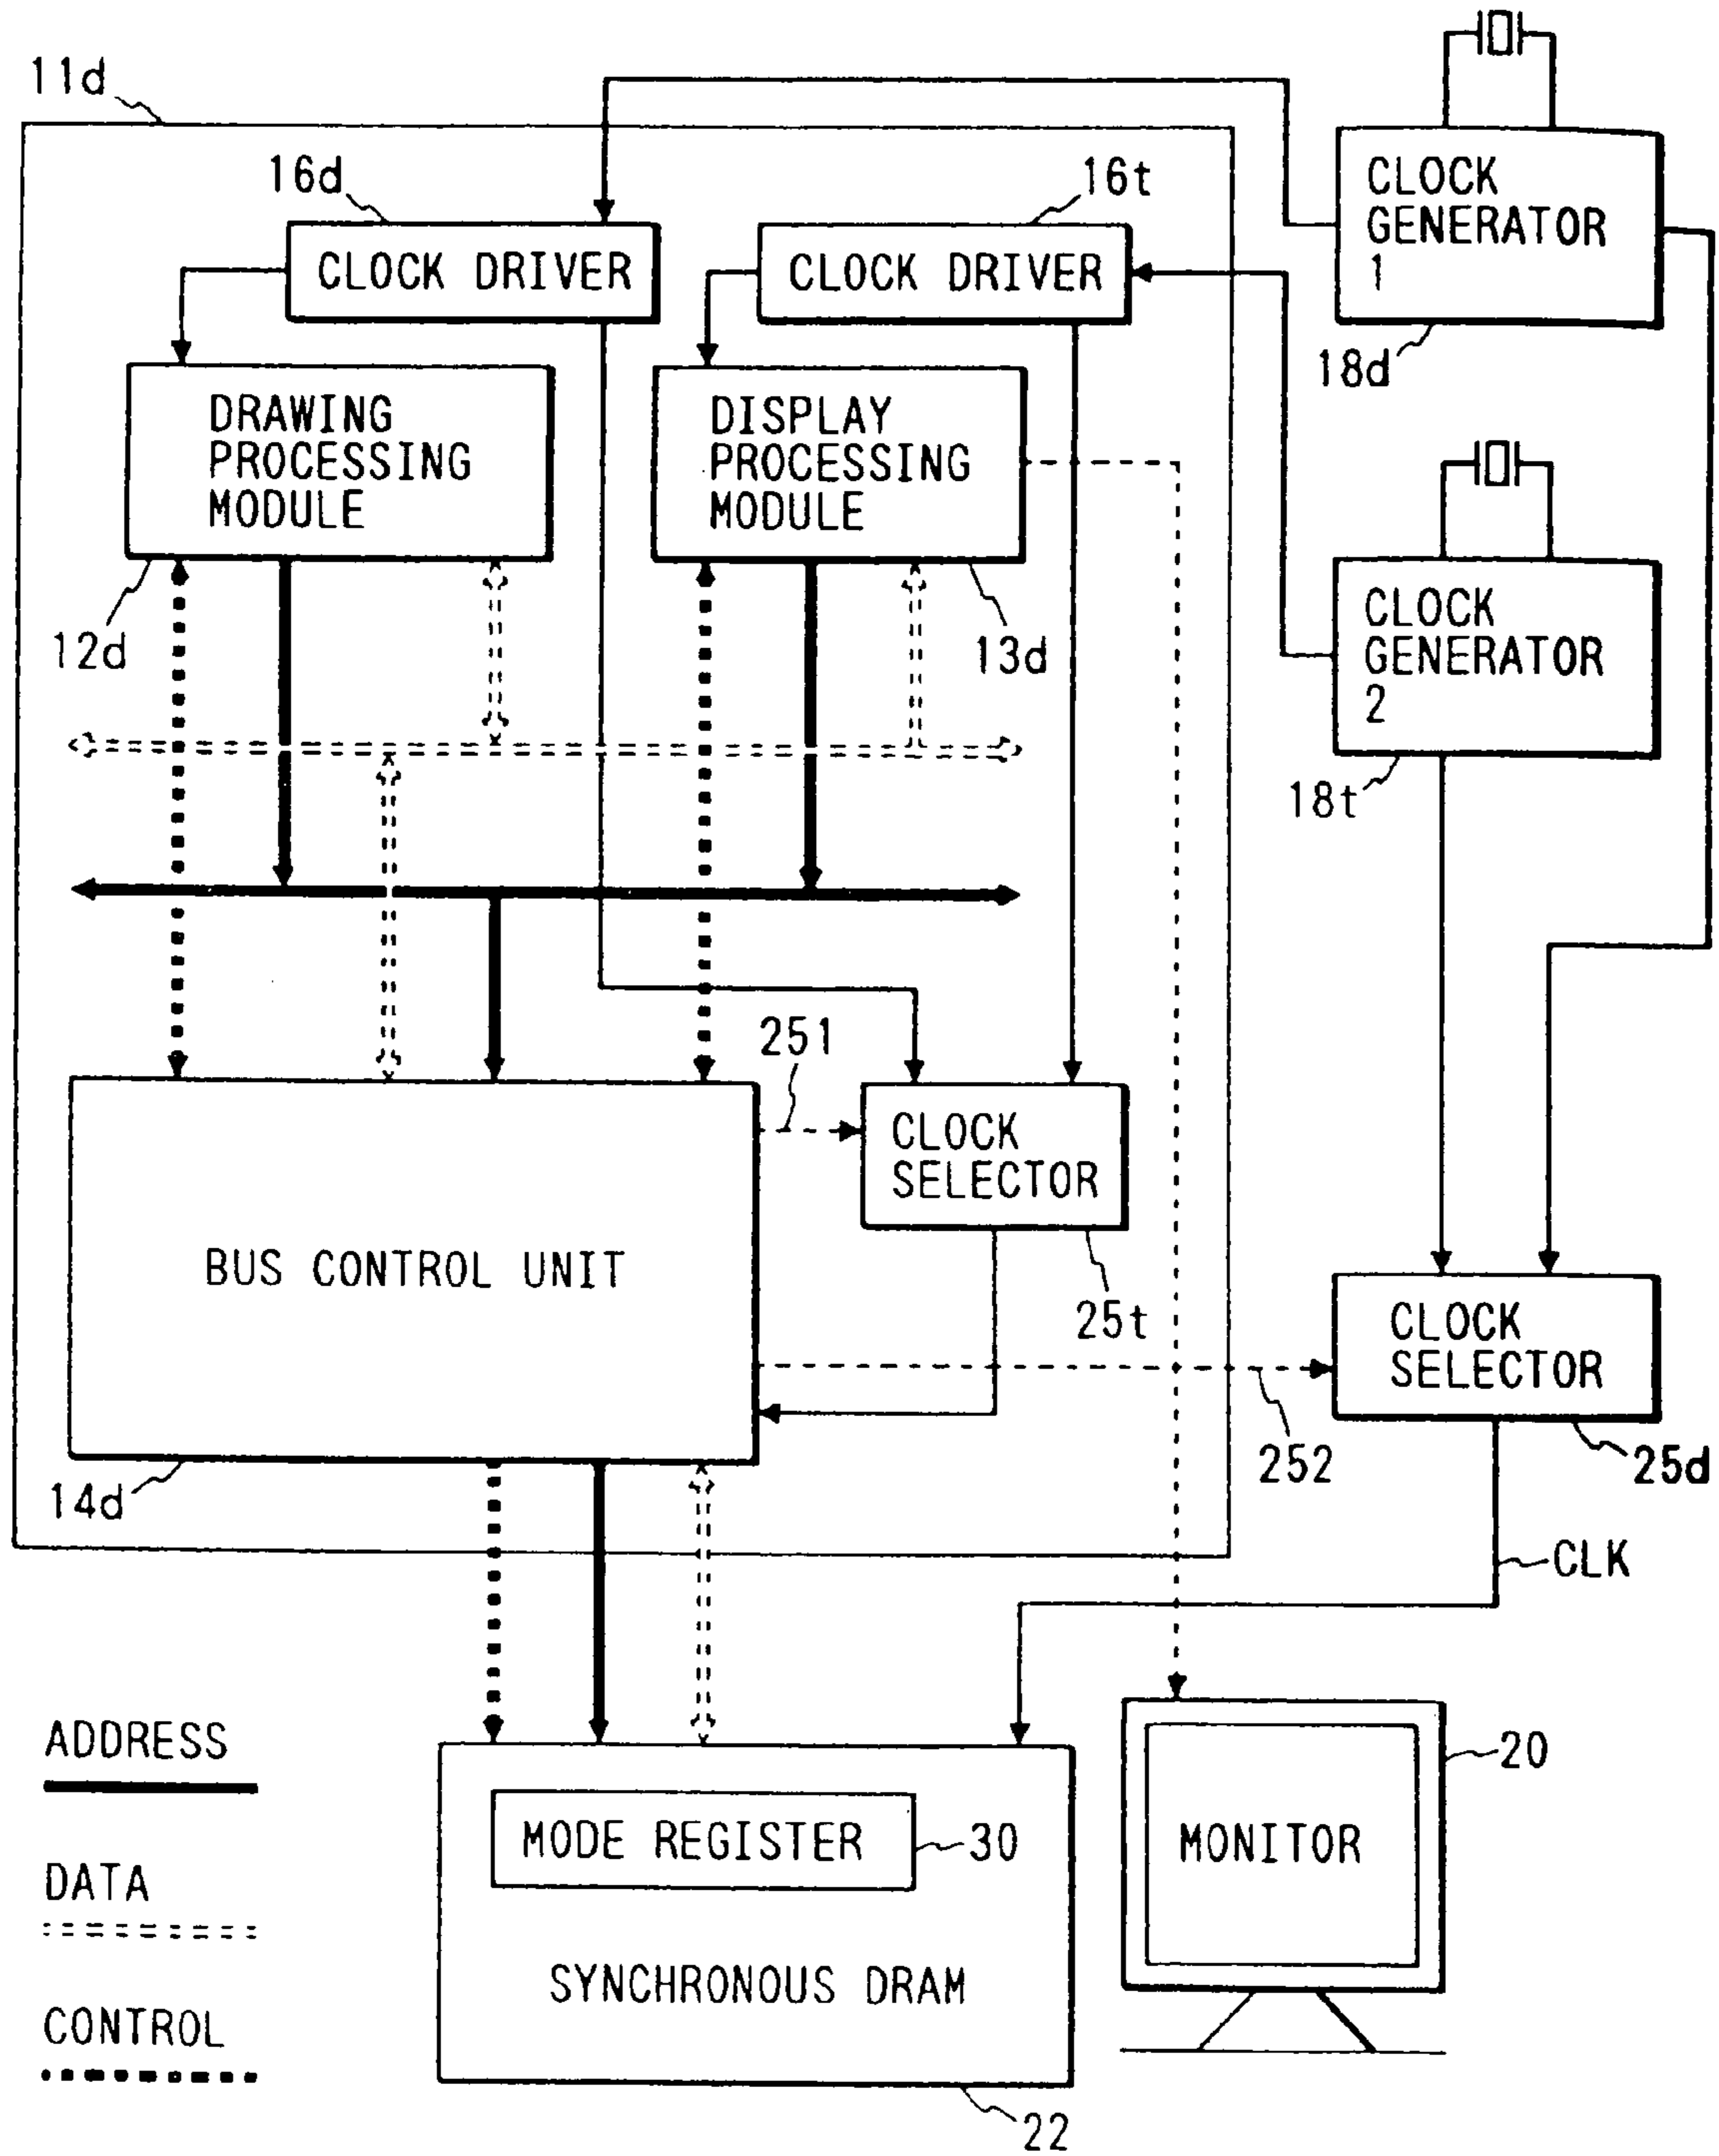 11d
16d
16t
CLOCK
GENERATOR
1
CLOCK DRIVER
CLOCK DRIVER
18d
DRAWING
PROCESSING
MODULE
DISPLAY
PROCESSING
MODULE
12d
13d
CLOCK
GENERATOR
2
18t
251
CLOCK
SELECTOR
BUS CONTROL UNIT
25t
CLOCK
SELECTOR
252
25d
14d
CLK
ADDRESS
20
MODE REGISTER
30
MONITOR
DATA
SYNCHRONOUS DRAM
CONTROL
22